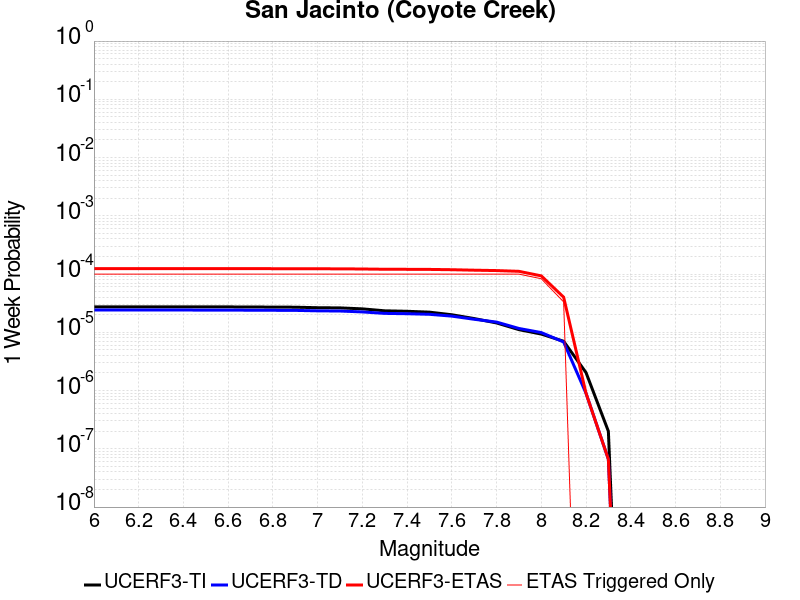 San Jacinto (Coyote Creek)
10^0
10^-1
10^-2
10^-3
10^-4
10^-5
10^-6
10^-7
10^-8
1 Week Probability
6 6.2 6.4 6.6 6.8 7 7.2 7.4 7.6 7.8 8 8.2 8.4 8.6 8.8 9
Magnitude
UCERF3-TI UCERF3-TD UCERF3-ETAS ETAS Triggered Only